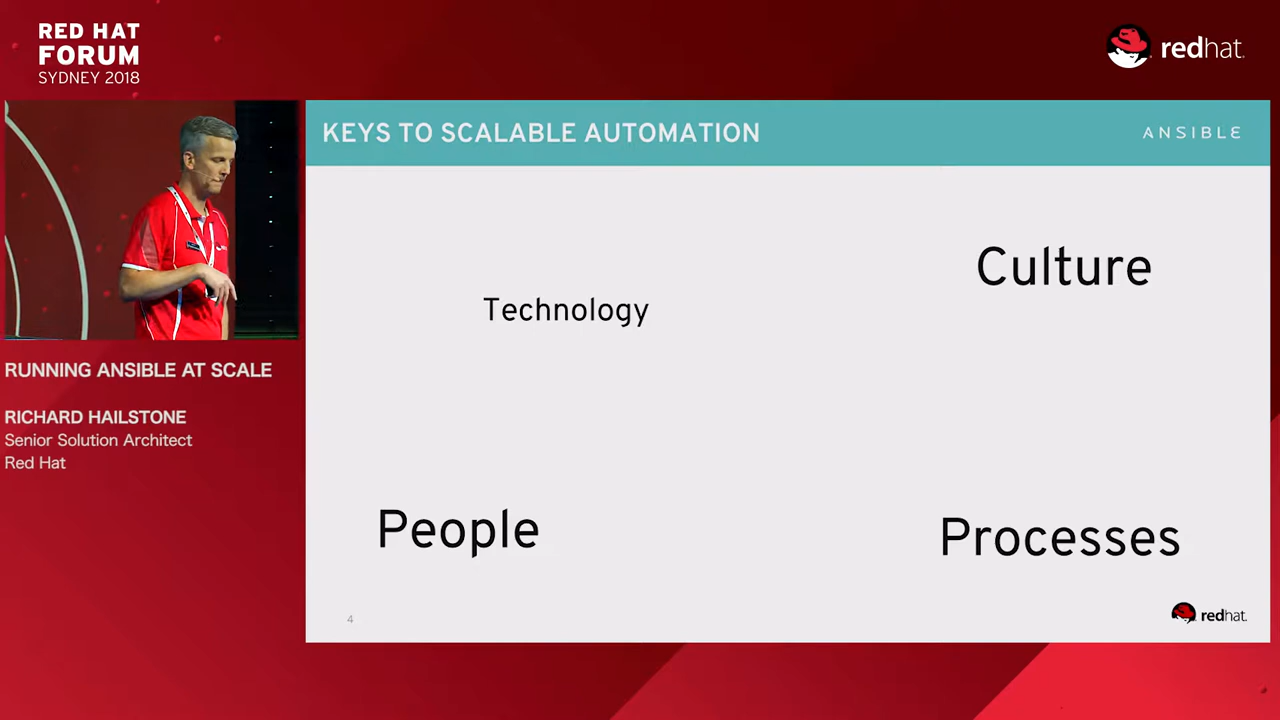 RED HAT
FORUM
SYDNEY 2018
redhat.
KEYS TO SCALABLE AUTOMATION
ANSIBLE
Technology
Culture
People
Processes
4
redhat.
RUNNING ANSIBLE AT SCALE
RICHARD HAILSTONE
Senior Solution Architect
Red Hat